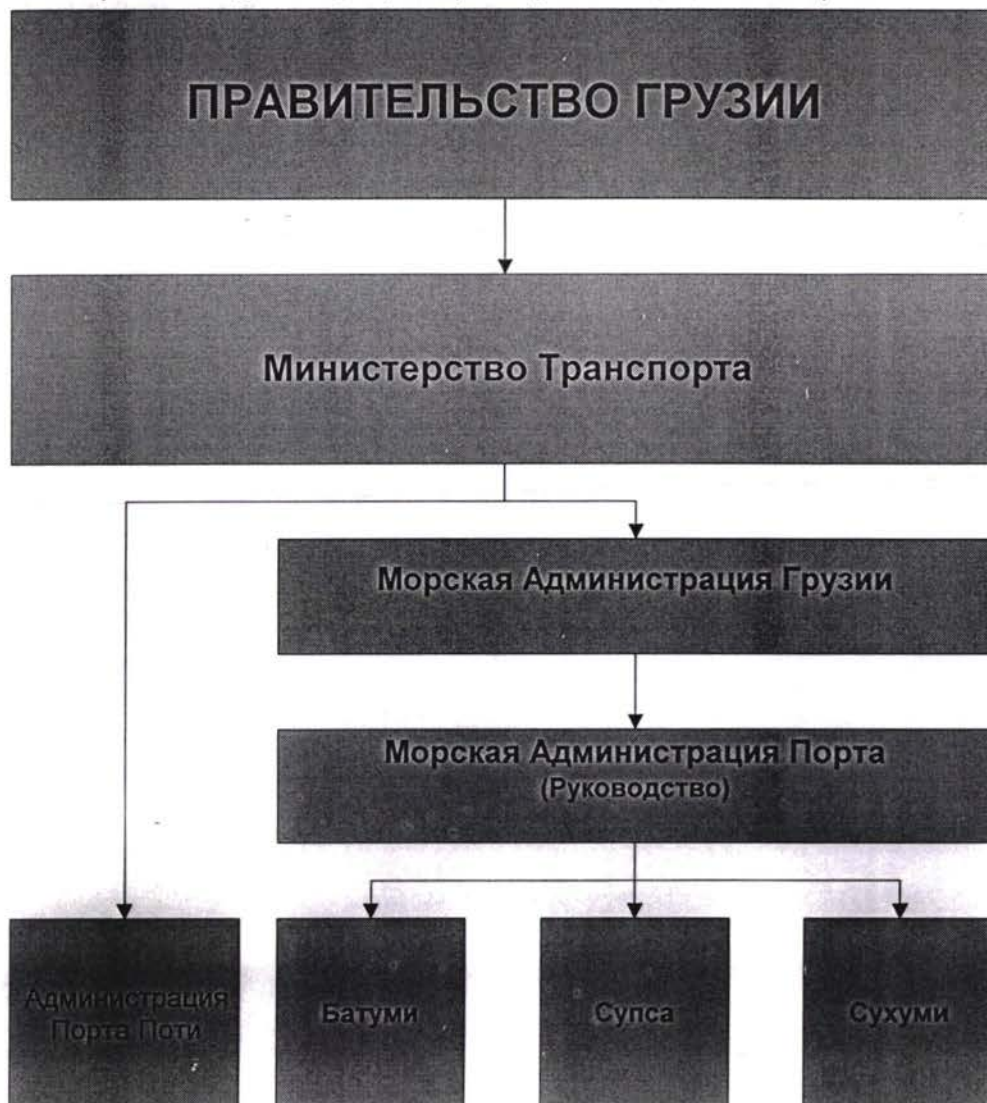 ПРАВИТЕЛЬСТВО ГРУЗИИ
Министерство Транспорта
Морская Администрация Грузии
Морская Администрация Порта
(Руководство)
Администрация
Порта Поти
Батуми
Супса
Сухуми